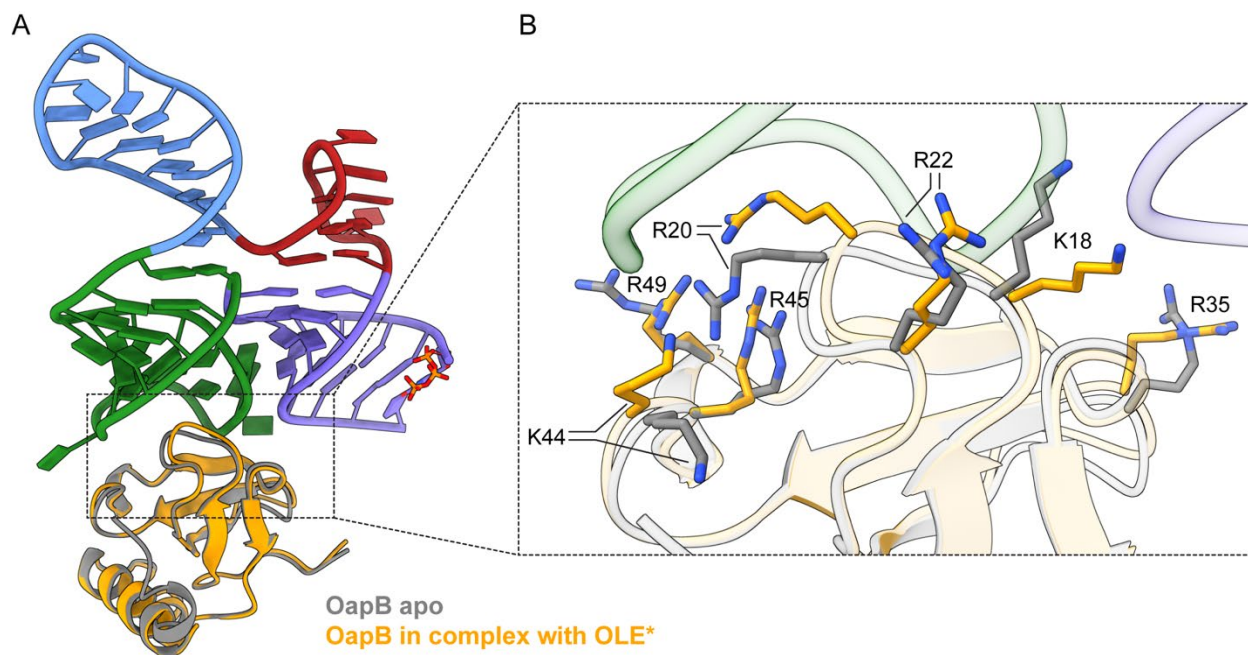 A
B
R22
R20
K18
R49
R45
R35
K44
OapB apo
OapB in complex with OLE*